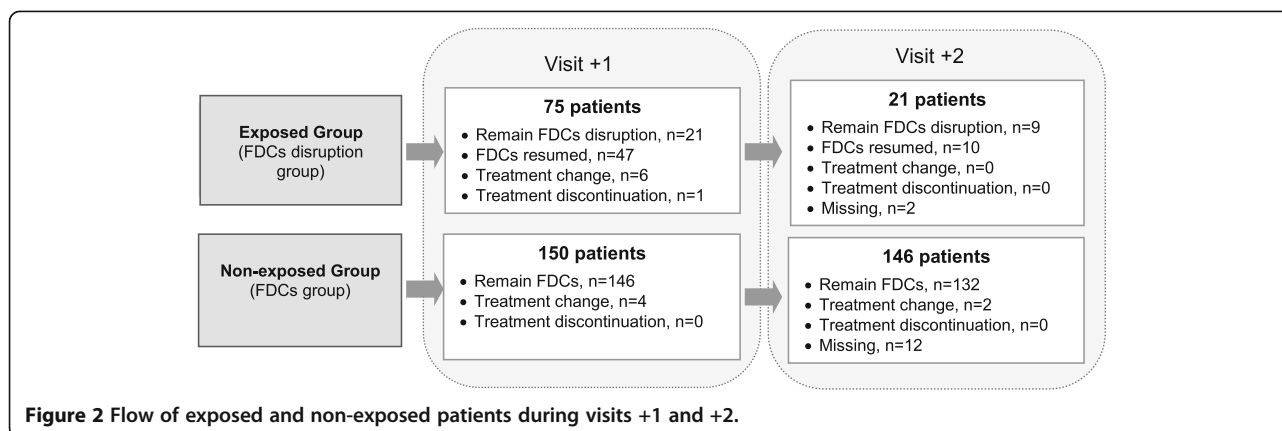 Visit +1
Visit +2
Exposed Group
(FDCs disruption
group)
75 patients
• Remain FDCs disruption, n=21
• FDCs resumed, n=47
• Treatment change, n=6
• Treatment discontinuation, n=1
21 patients
• Remain FDCs disruption, n=9
• FDCs resumed, n=10
• Treatment change, n=0
• Treatment discontinuation, n=0
• Missing, n=2
Non-exposed Group
(FDCs group)
150 patients
• Remain FDCs, n=146
• Treatment change, n=4
• Treatment discontinuation, n=0
146 patients
• Remain FDCs, n=132
• Treatment change, n=2
• Treatment discontinuation, n=0
• Missing, n=12
Figure 2 Flow of exposed and non-exposed patients during visits +1 and +2.